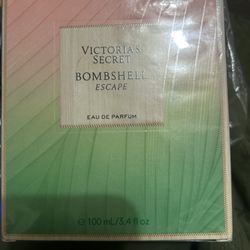 VICTORIA'S
SECRET
BOMBSHELL
ESCAPE
EAU DE PARFUM
℮ 100 mL/3.4 fl oz